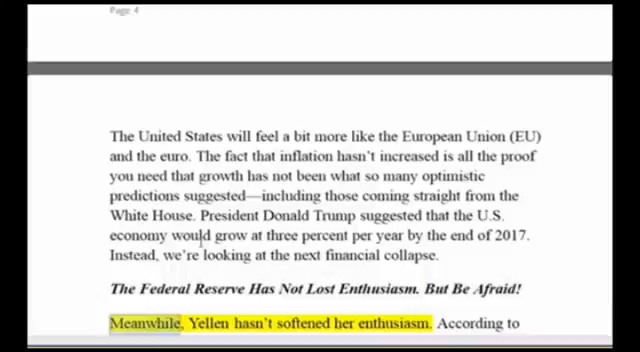 Page 4
The United States will feel a bit more like the European Union (EU)
and the euro. The fact that inflation hasn't increased is all the proof
you need that growth has not been what so many optimistic
predictions suggested—including those coming straight from the
White House. President Donald Trump suggested that the U.S.
economy would grow at three percent per year by the end of 2017.
Instead, we're looking at the next financial collapse.
The Federal Reserve Has Not Lost Enthusiasm. But Be Afraid!
Meanwhile, Yellen hasn't softened her enthusiasm. According to